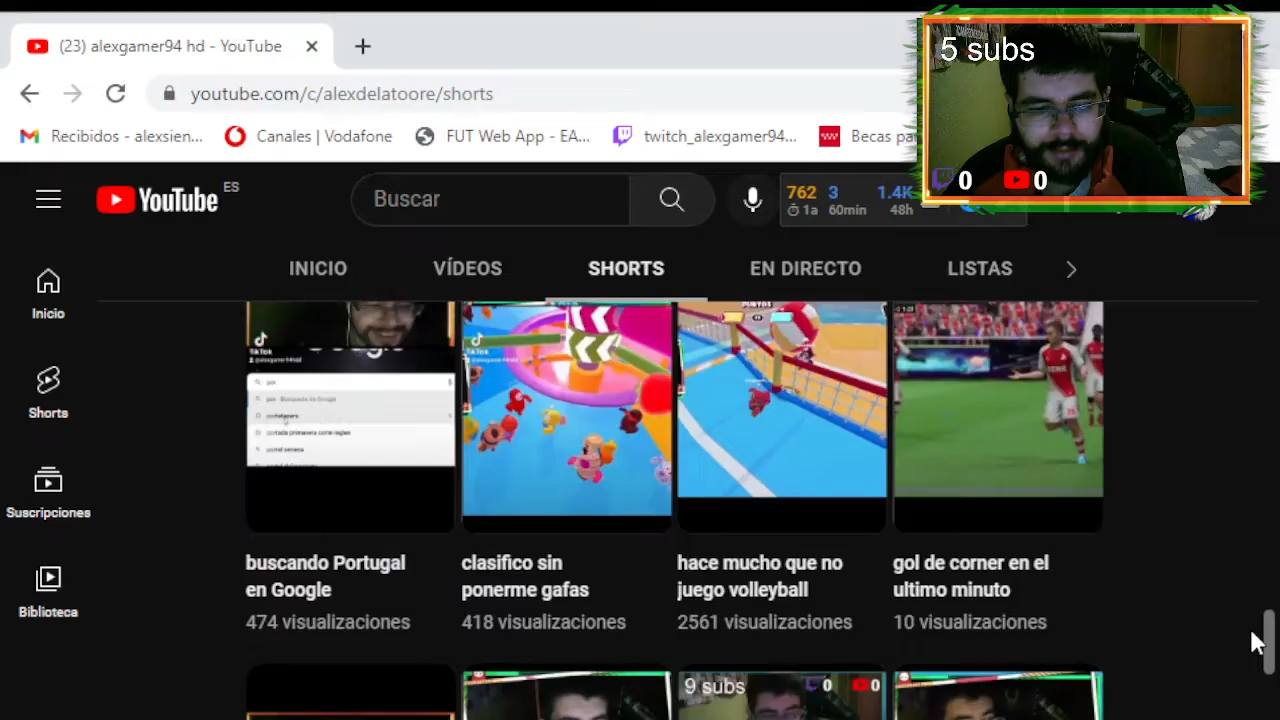 (23) alexgamer94 hd - YouTube
5 subs
youtube.com/c/alexdelatoore/shorts
Recibidos - alexsien...
Canales | Vodafone
FUT Web App - EA...
twitch_alexgamer94...
Becas pa
0
0
YouTube ES
Buscar
762 3 1.4K
1a 60min 48h
INICIO VÍDEOS SHORTS EN DIRECTO LISTAS
Inicio
Shorts
Suscripciones
Biblioteca
TikTok
TikTok
buscando Portugal
en Google
474 visualizaciones
clasifico sin
ponerme gafas
418 visualizaciones
hace mucho que no
juego volleyball
2561 visualizaciones
gol de corner en el
ultimo minuto
10 visualizaciones
9 subs
0
0